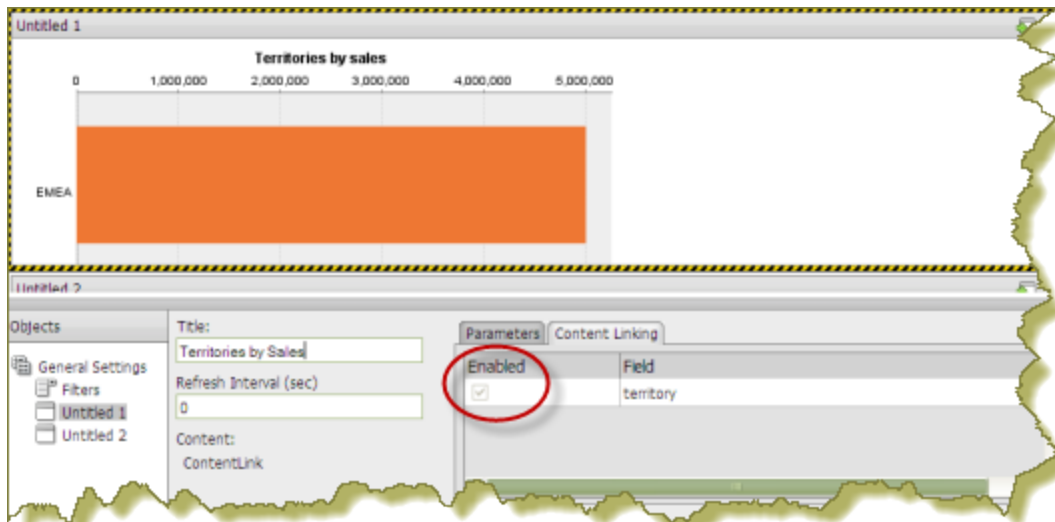 Untitled 1
Territories by sales
0 1,000,000 2,000,000 3,000,000 4,000,000 5,000,000
EMEA
Untitled 2
Objects
General Settings
Filters
Untitled 1
Untitled 2
Title:
Territories by Sales
Refresh Interval (sec)
0
Content:
ContentLink
Parameters Content Linking
Enabled Field
territory